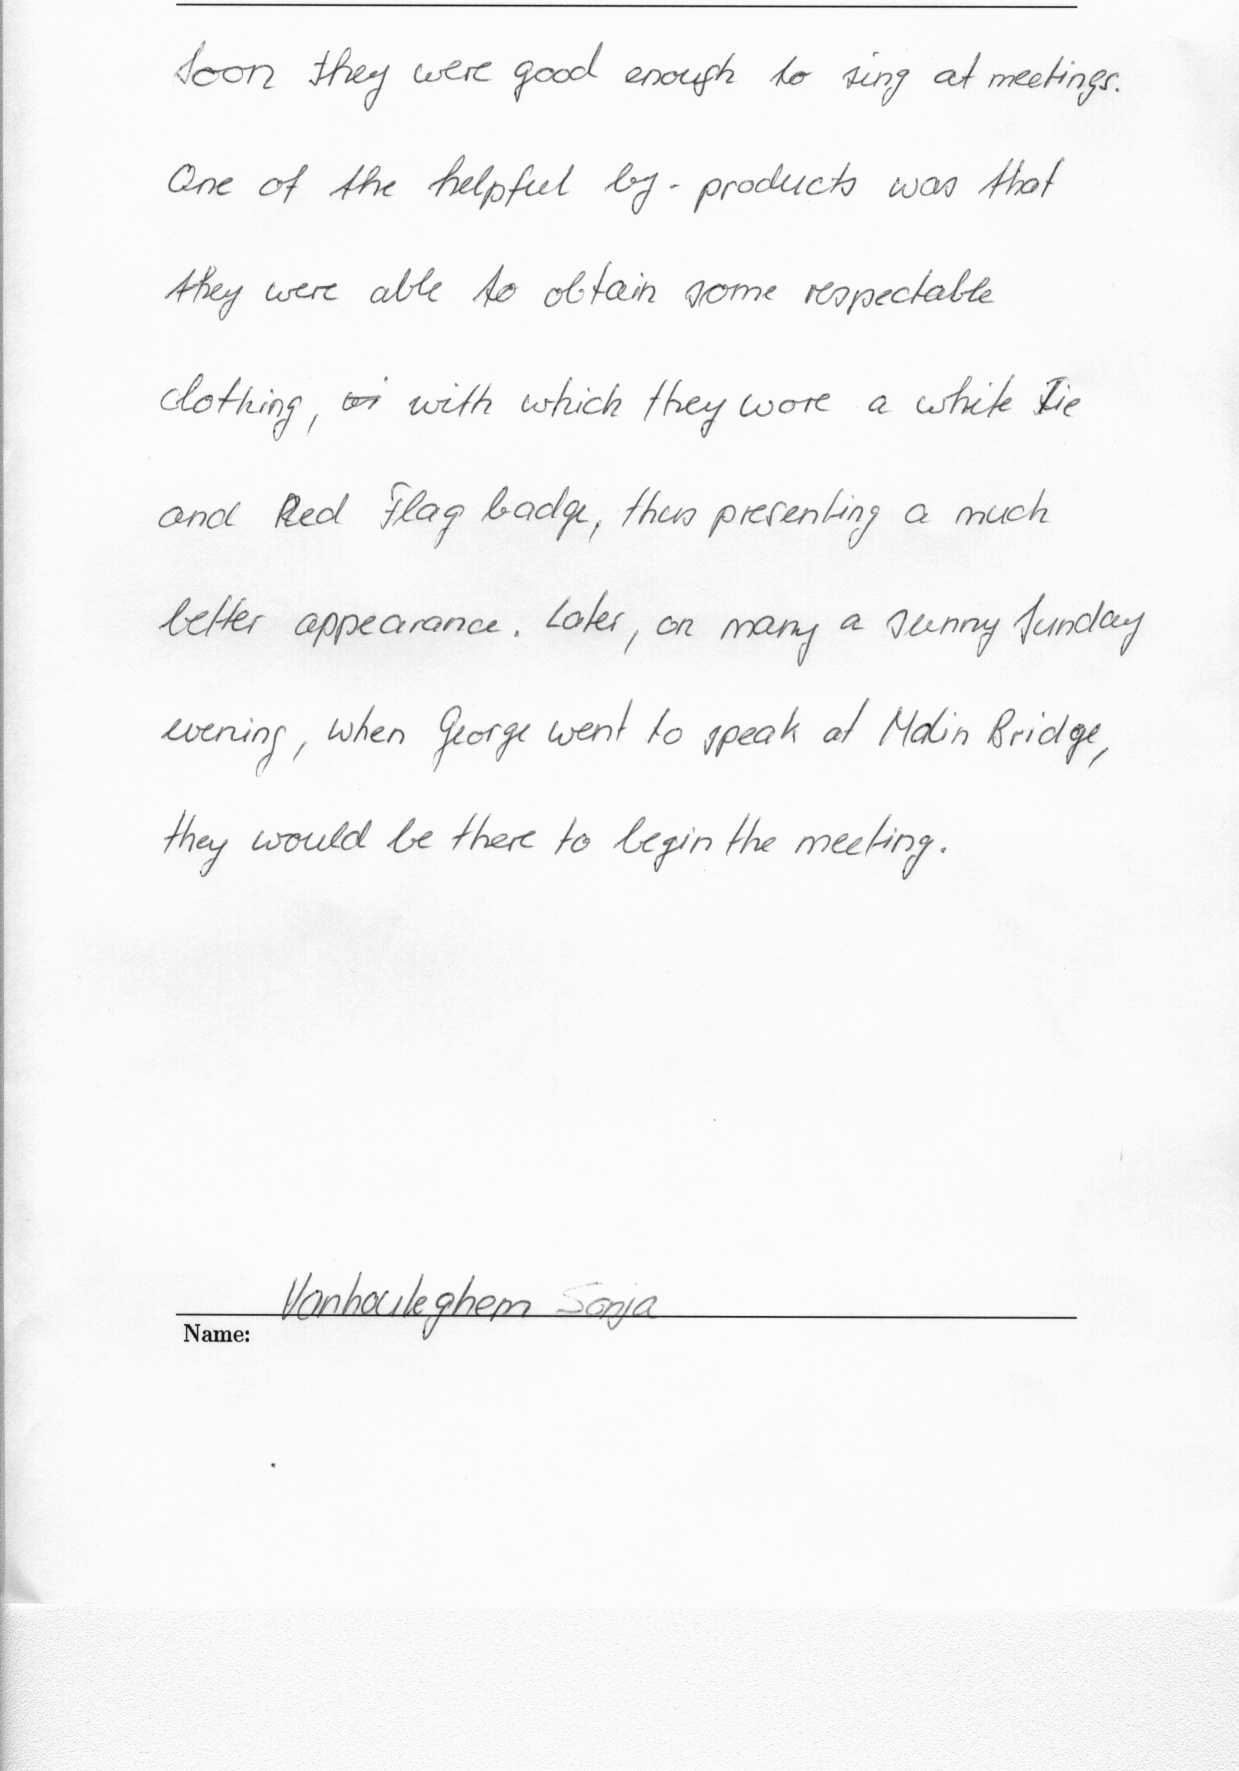 Soon they were good enough to sing at meetings.
One of the helpful by-products was that
they were able to obtain some respectable
clothing, with which they wore a white Tie
and Red Flag badge, thus presenting a much
better appearance. Later, on many a sunny Sunday
evening, when George went to speak at Malin Bridge,
they would be there to begin the meeting.
Vanhouleghem Sonja
Name: